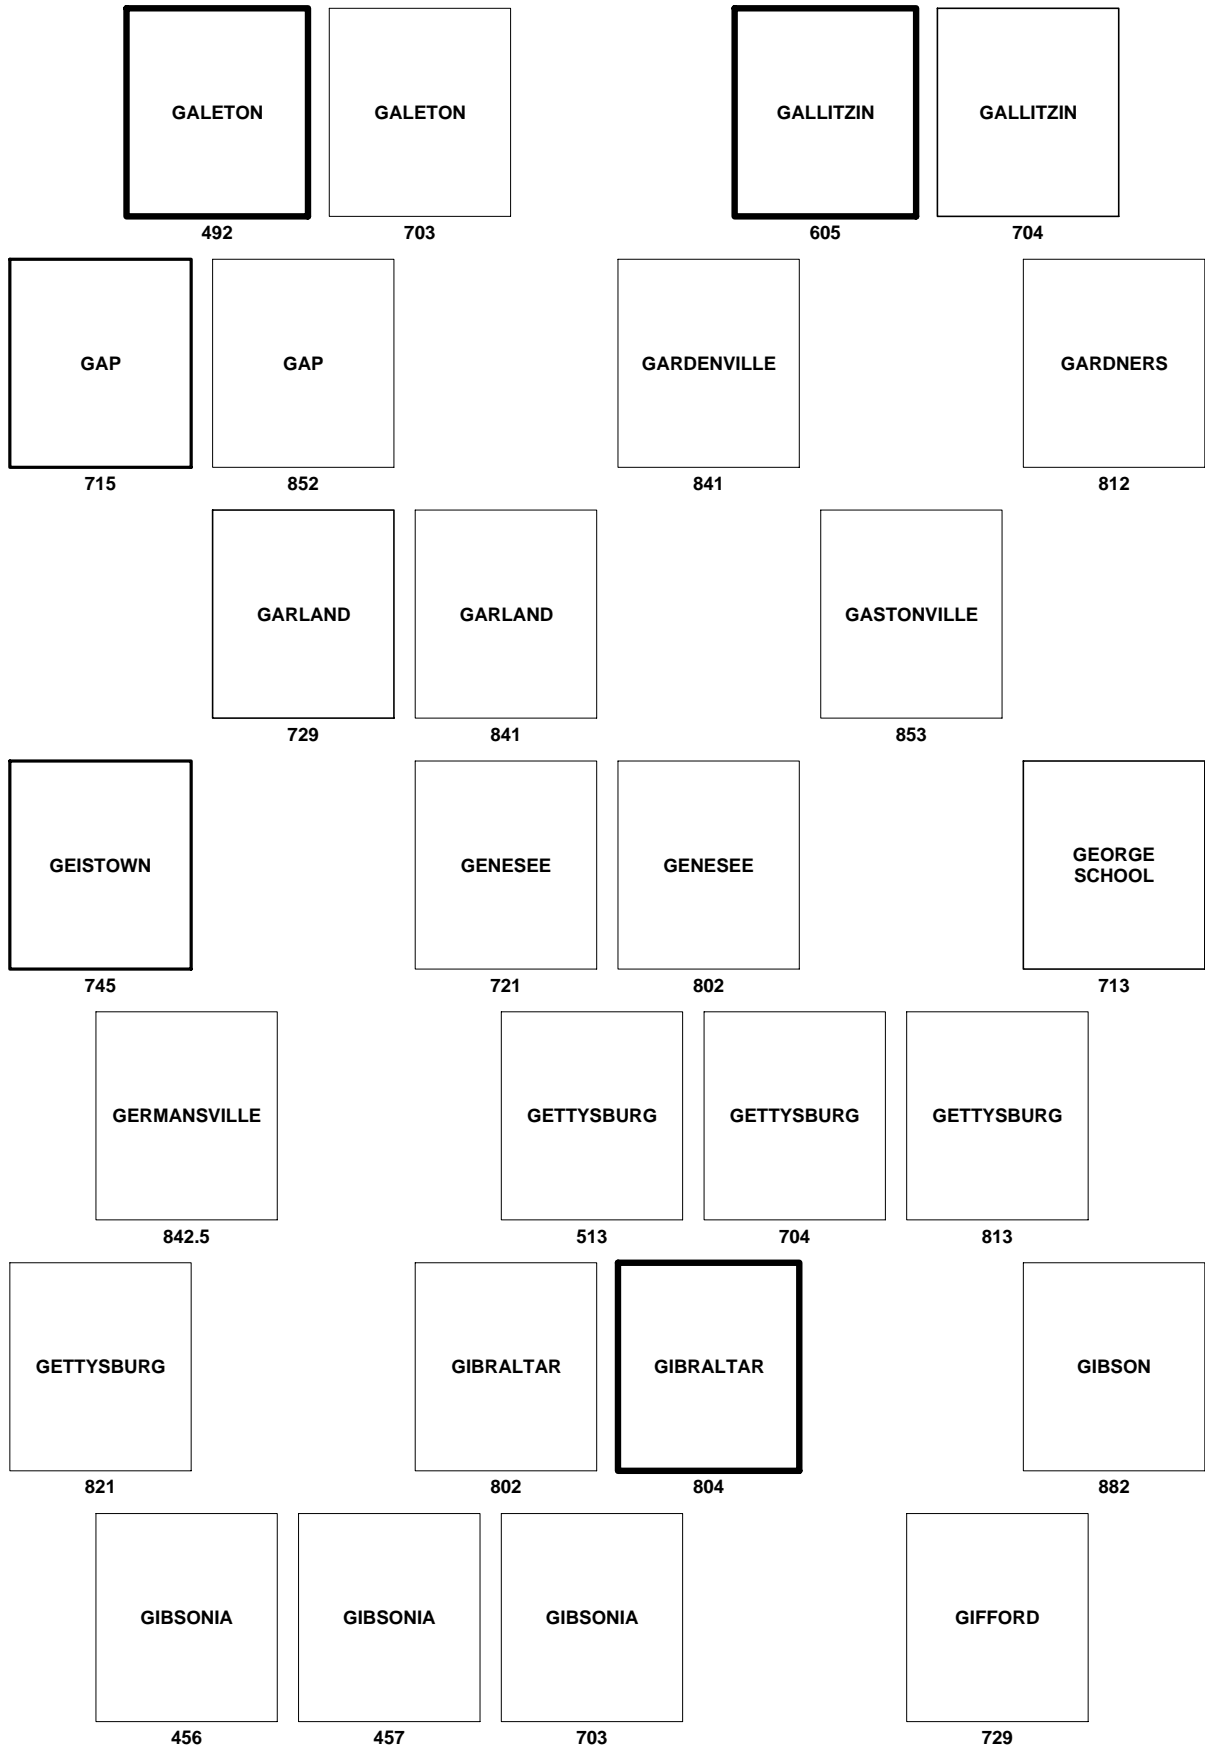 GALETON GALETON GALLITZIN GALLITZIN
492 703 605 704
GAP GAP GARDENVILLE GARDNERS
715 852 841 812
GARLAND GARLAND GASTONVILLE
729 841 853
GEISTOWN GENESEE GENESEE GEORGE
SCHOOL
745 721 802 713
GERMANSVILLE GETTYSBURG GETTYSBURG GETTYSBURG
842.5 513 704 813
GETTYSBURG GIBRALTAR GIBRALTAR GIBSON
821 802 804 882
GIBSONIA GIBSONIA GIBSONIA GIFFORD
456 457 703 729